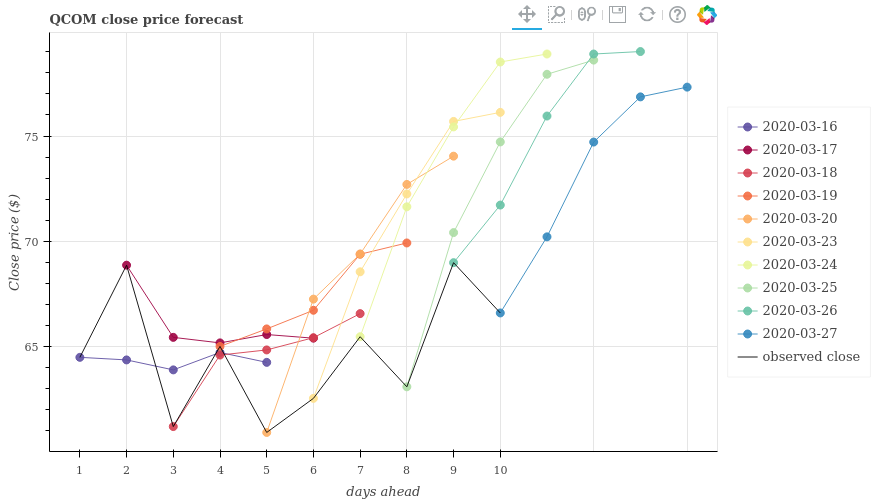 QCOM close price forecast
75
70
65
Close price ($)
1 2 3 4 5 6 7 8 9 10
days ahead
2020-03-16
2020-03-17
2020-03-18
2020-03-19
2020-03-20
2020-03-23
2020-03-24
2020-03-25
2020-03-26
2020-03-27
observed close